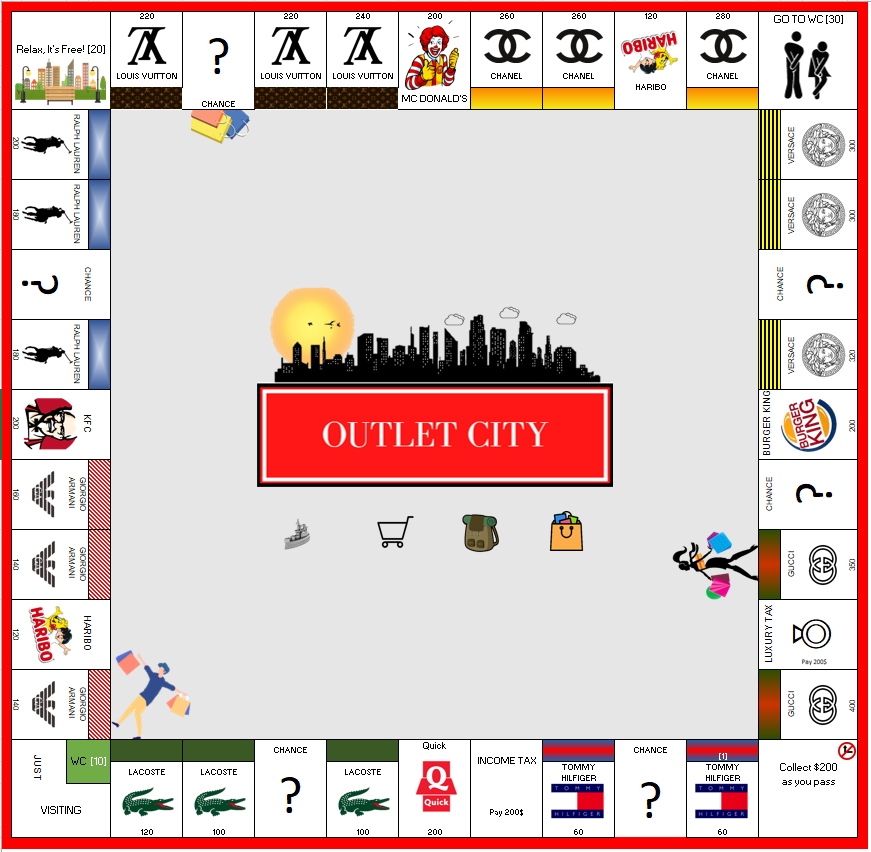 Relax, It's Free! [20]
220
LOUIS VUITTON
?
CHANCE
220
LOUIS VUITTON
240
LOUIS VUITTON
200
MC DONALD'S
260
CHANEL
260
CHANEL
120
HARIBO
HARIBO
280
CHANEL
GO TO WC [30]
300
VERSACE
300
VERSACE
CHANCE
?
320
VERSACE
BURGER KING
BURGER
KING
200
CHANCE
?
350
GUCCI
LUXURY TAX
Pay 200$
400
GUCCI
Collect $200
as you pass
[1]
TOMMY
HILFIGER
TOMMY
HILFIGER
60
CHANCE
?
TOMMY
HILFIGER
TOMMY
HILFIGER
60
INCOME TAX
Pay 200$
Quick
Q
Quick
200
LACOSTE
100
CHANCE
?
LACOSTE
100
LACOSTE
120
WC [10]
JUST
VISITING
GIORGIO
ARMANI
140
HARIBO
HARIBO
120
GIORGIO
ARMANI
140
GIORGIO
ARMANI
160
KFC
200
RALPH LAUREN
180
CHANCE
?
RALPH LAUREN
180
RALPH LAUREN
200
OUTLET CITY